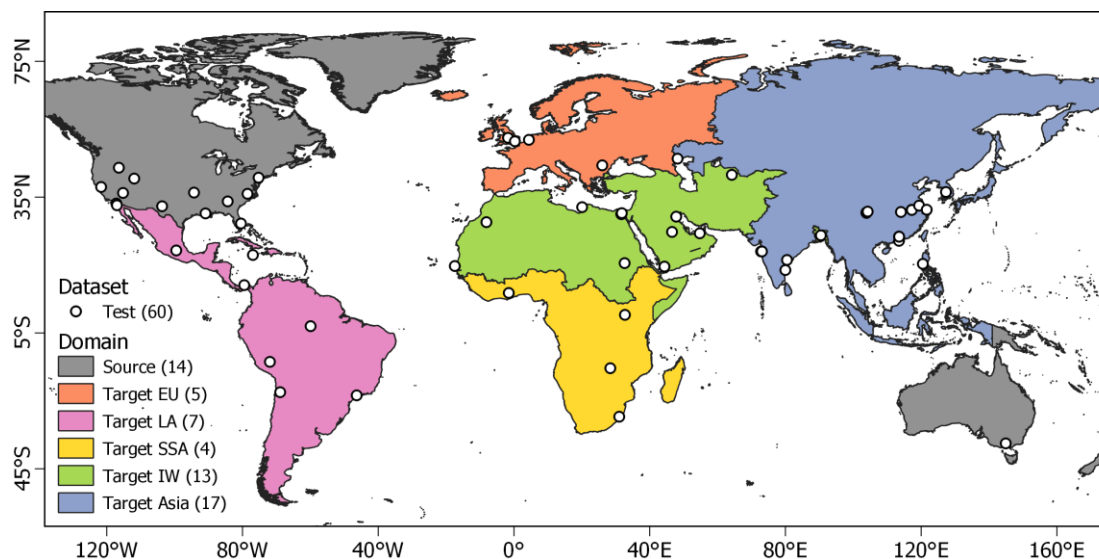 75°N
35°N
5°S
45°S
Dataset
Test (60)
Domain
Source (14)
Target EU (5)
Target LA (7)
Target SSA (4)
Target IW (13)
Target Asia (17)
120°W
80°W
40°W
0°
40°E
80°E
120°E
160°E